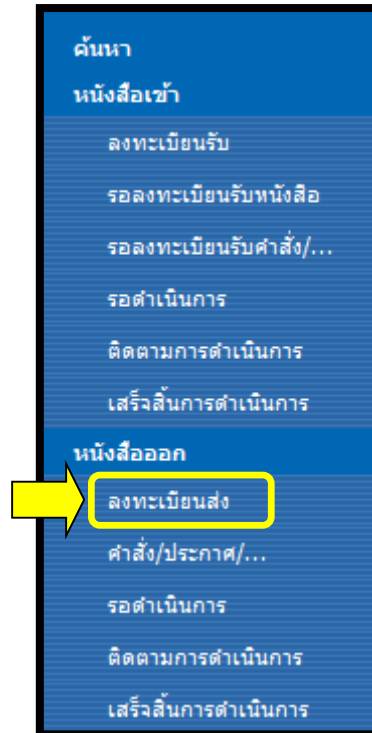 ค้นหา
หนังสือเข้า
ลงทะเบียนรับ
รอลงทะเบียนรับหนังสือ
รอลงทะเบียนรับคำสั่ง/...
รอดำเนินการ
ติดตามการดำเนินการ
เสร็จสิ้นการดำเนินการ
หนังสือออก
ลงทะเบียนส่ง
คำสั่ง/ประกาศ/...
รอดำเนินการ
ติดตามการดำเนินการ
เสร็จสิ้นการดำเนินการ